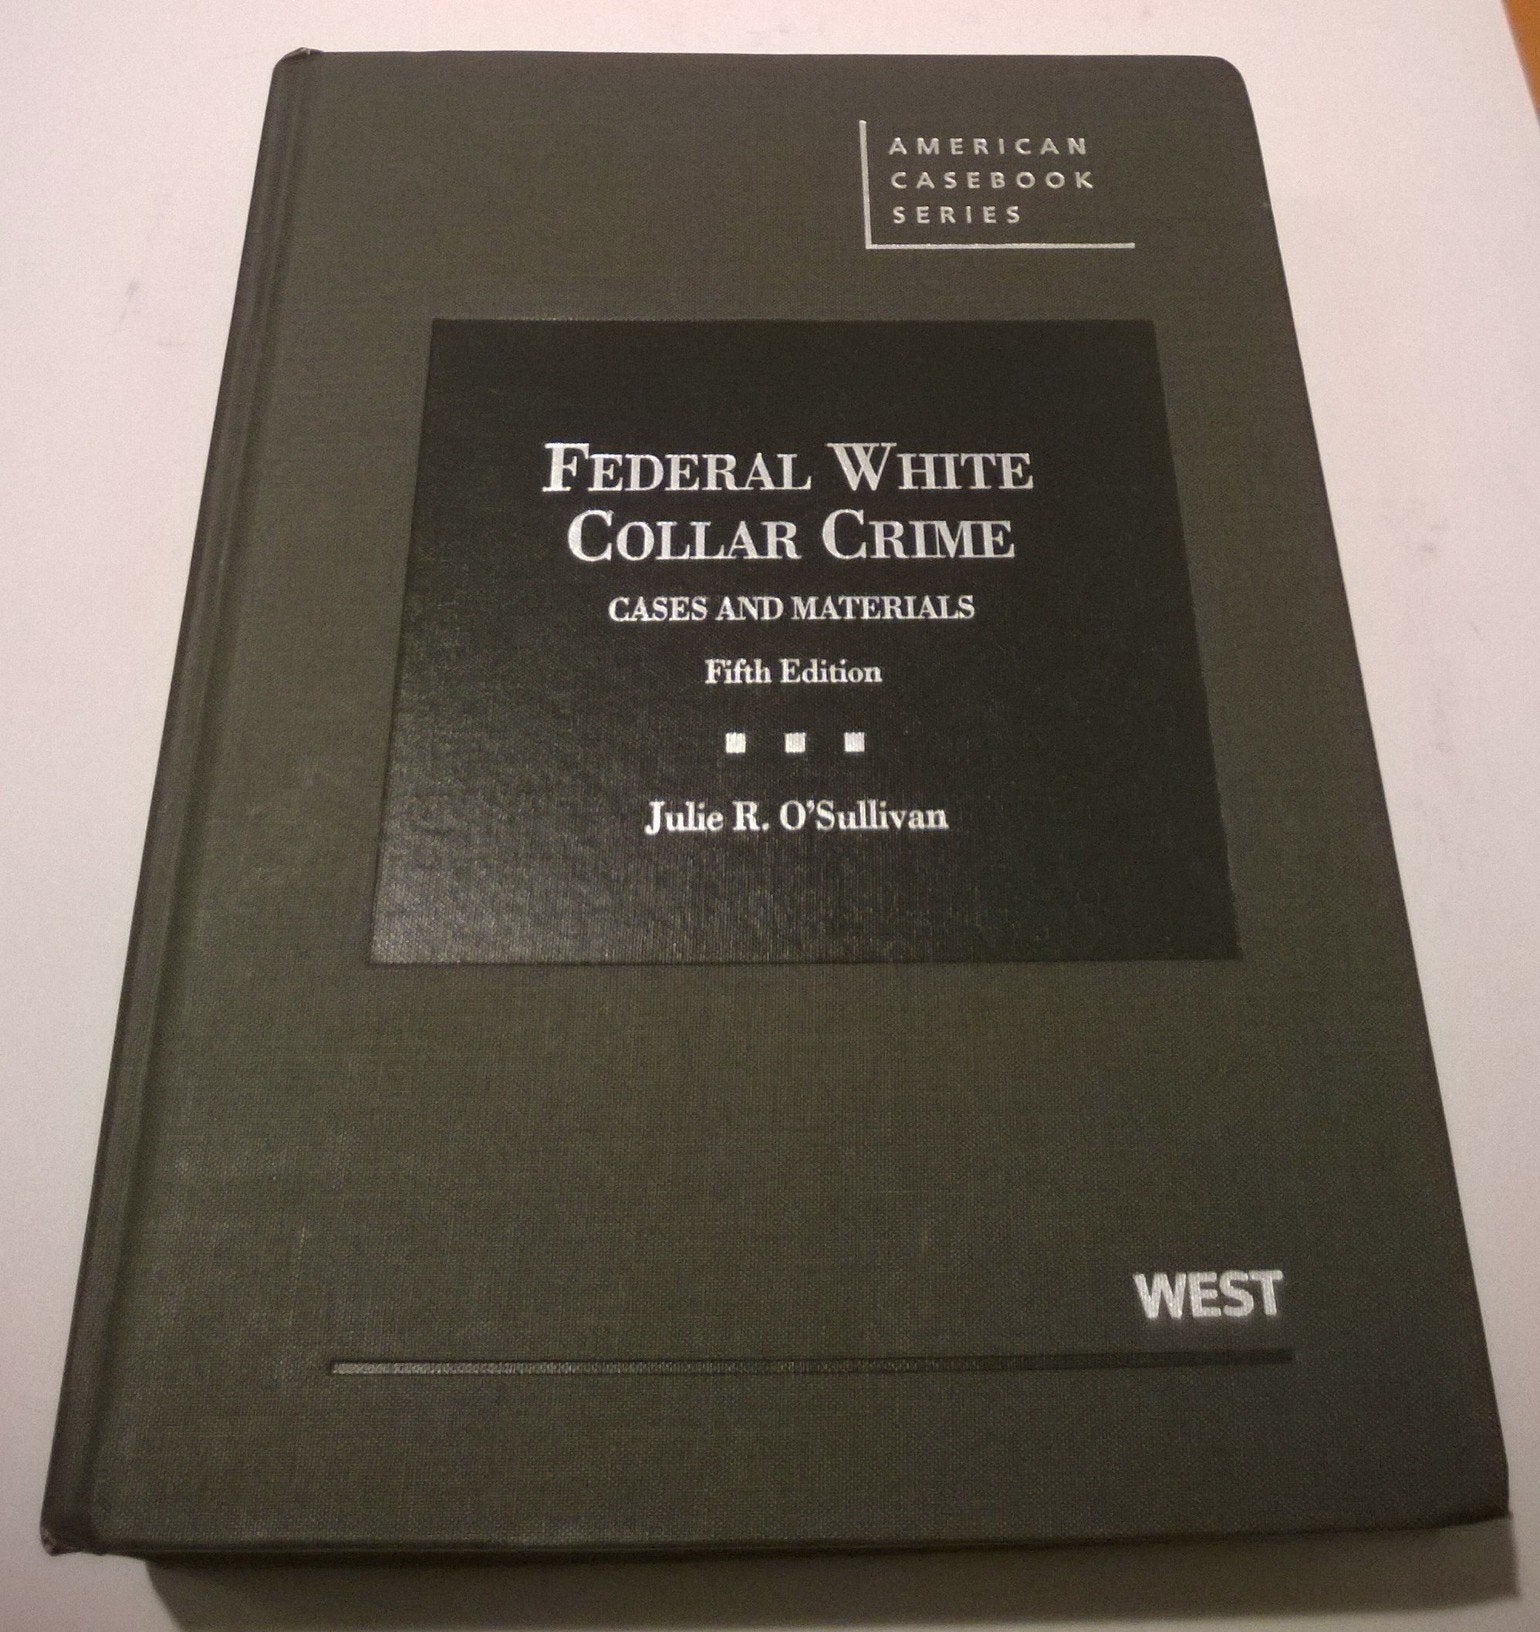 AMERICAN
CASEBOOK
SERIES
FEDERAL WHITE
COLLAR CRIME
CASES AND MATERIALS
Fifth Edition
Julie R. O'Sullivan
WEST